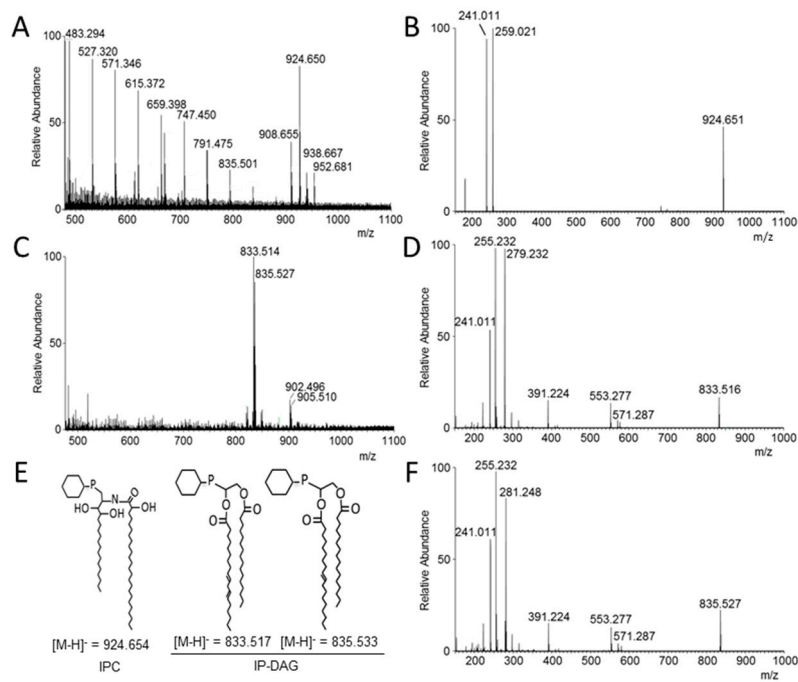 A
Relative Abundance
100
50
0
483.294
527.320
571.346
615.372
659.398
747.450
791.475
835.501
908.655
924.650
938.667
952.681
500 600 700 800 900 1000 1100
m/z
B
Relative Abundance
100
50
0
241.011
259.021
924.651
200 300 400 500 600 700 800 900 1000 1100
m/z
C
Relative Abundance
100
50
0
833.514
835.527
902.496
905.510
500 600 700 800 900 1000 1100
m/z
D
Relative Abundance
100
50
0
255.232
279.232
241.011
391.224
553.277
571.287
833.516
200 300 400 500 600 700 800 900 1000
m/z
E
P
N
O
HO
OH
OH
[M-H]- = 924.654
IPC
P
O
O
O
O
[M-H]- = 833.517
P
O
O
O
O
[M-H]- = 835.533
IP-DAG
F
Relative Abundance
100
50
0
255.232
281.248
241.011
391.224
553.277
571.287
835.527
200 300 400 500 600 700 800 900 1000
m/z